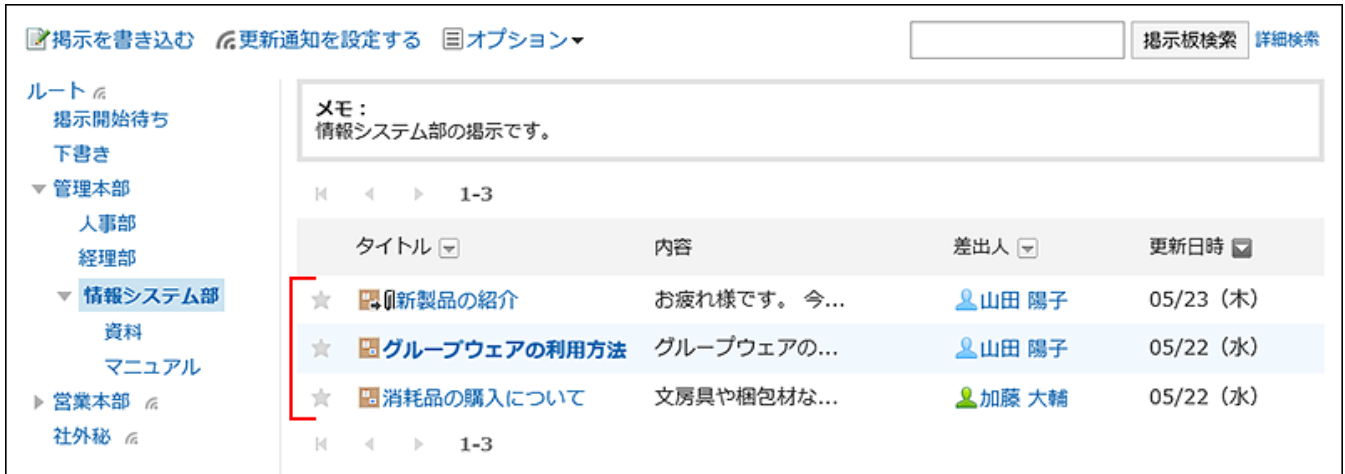 掲示を書き込む 更新通知を設定する オプション 掲示板検索 詳細検索
ルート
掲示開始待ち
下書き
管理本部
人事部
経理部
情報システム部
資料
マニュアル
営業本部
社外秘
メモ：
情報システム部の掲示です。
1-3
タイトル 内容 差出人 更新日時
新製品の紹介 お疲れ様です。 今... 山田 陽子 05/23（木）
グループウェアの利用方法 グループウェアの... 山田 陽子 05/22（水）
消耗品の購入について 文房具や梱包材な... 加藤 大輔 05/22（水）
1-3